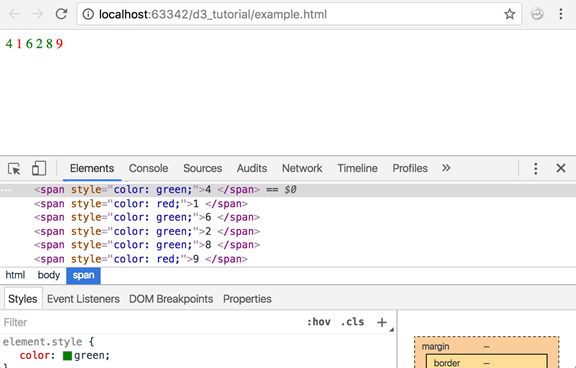 localhost:63342/d3_tutorial/example.html
4 1 6 2 8 9
Elements Console Sources Audits Network Timeline Profiles »
... <span style="color: green;">4 </span> == $0
<span style="color: red;">1 </span>
<span style="color: green;">6 </span>
<span style="color: green;">2 </span>
<span style="color: green;">8 </span>
<span style="color: red;">9 </span>
html body span
Styles Event Listeners DOM Breakpoints Properties
Filter :hov .cls +
element.style {
color: green;
}
margin –
border –